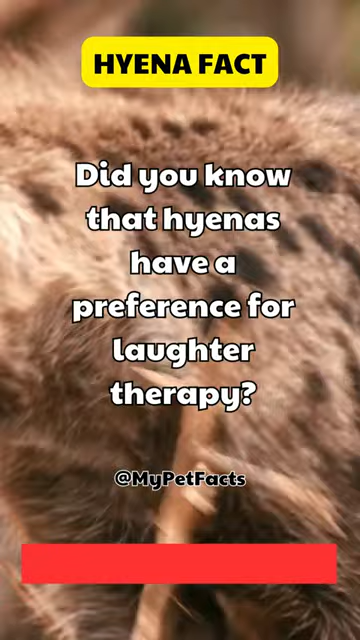 HYENA FACT
Did you know
that hyenas
have a
preference for
laughter
therapy?
@MyPetFacts